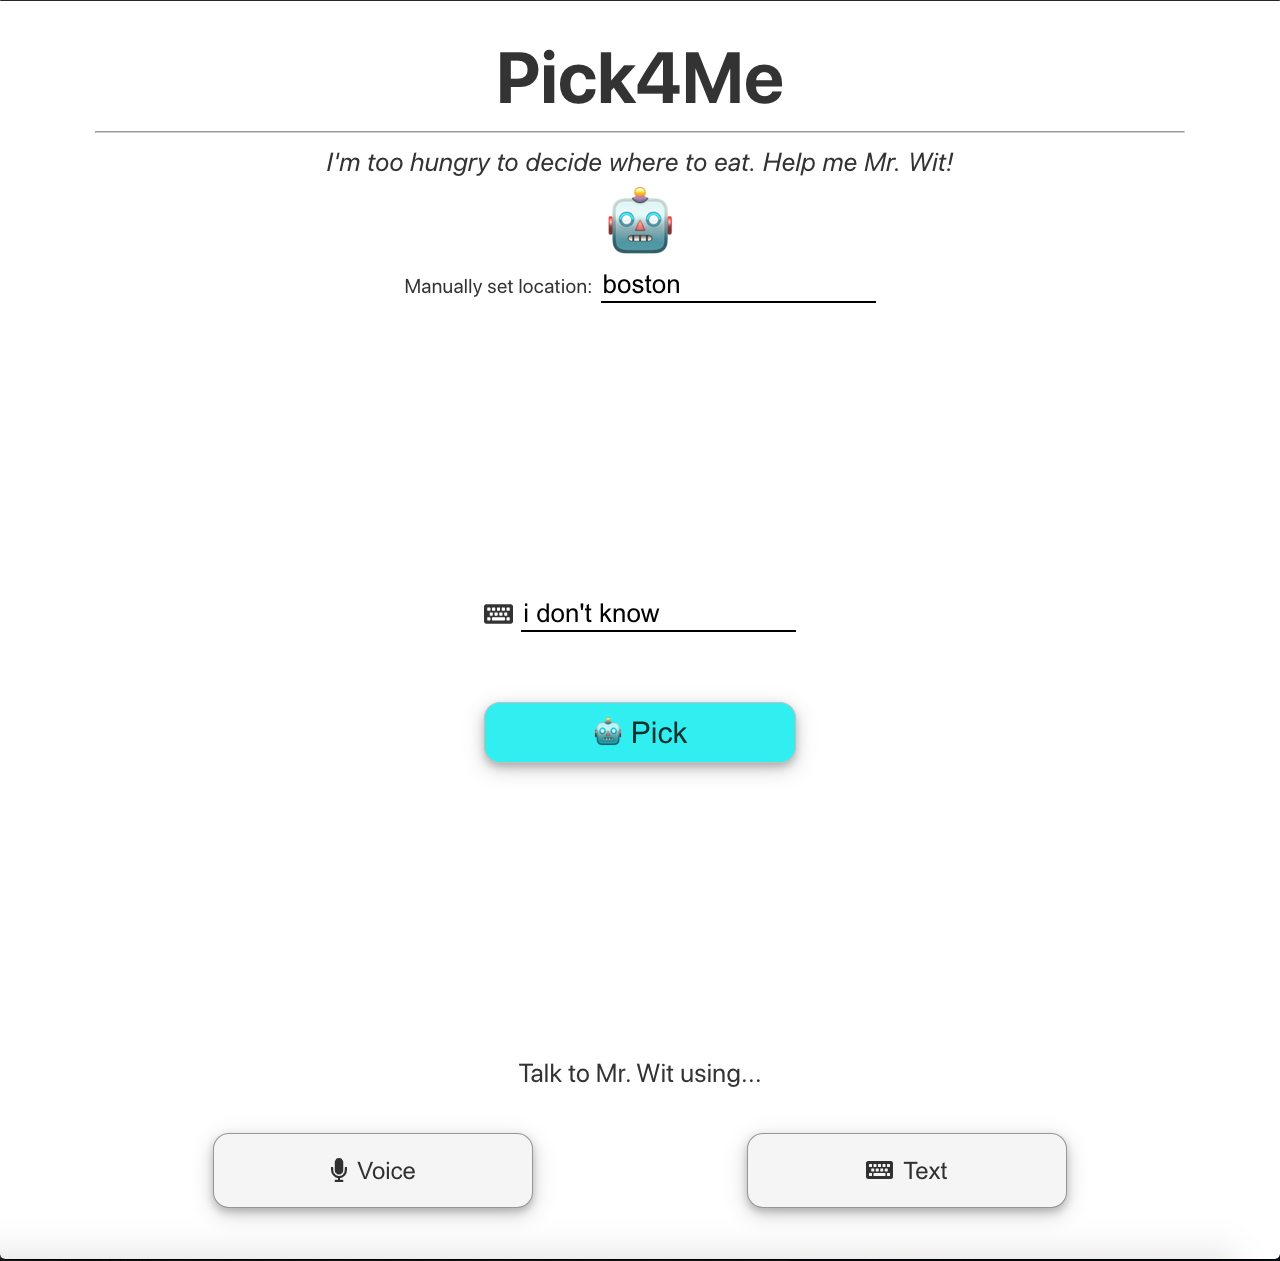 Pick4Me
I'm too hungry to decide where to eat. Help me Mr. Wit!
Manually set location: boston
i don't know
Pick
Talk to Mr. Wit using...
Voice
Text